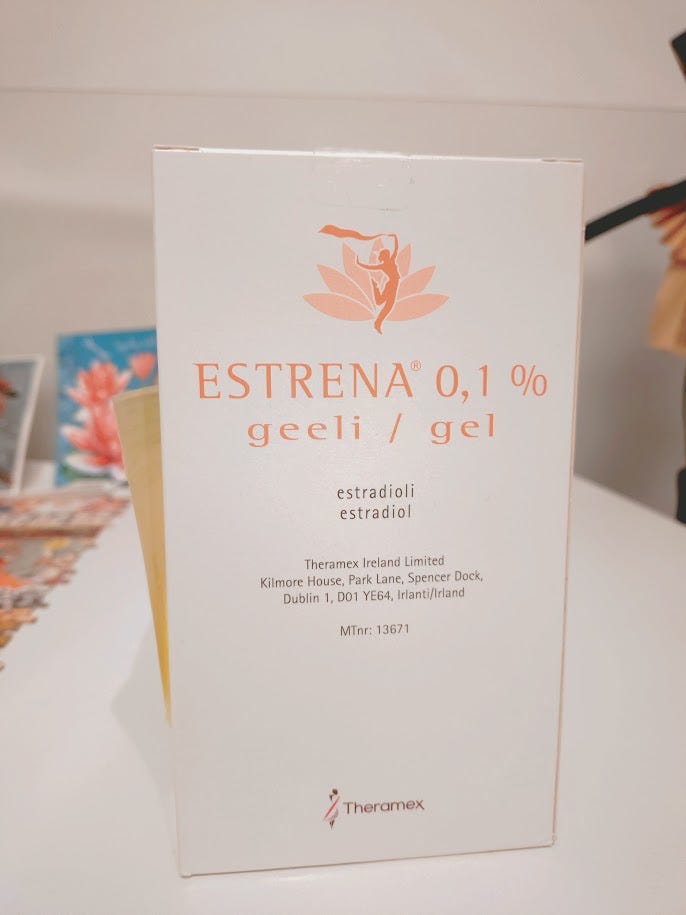 ESTRENA® 0,1 %
geeli / gel
estradioli
estradiol
Theramex Ireland Limited
Kilmore House, Park Lane, Spencer Dock,
Dublin 1, D01 YE64, Irlanti/Irland
MTnr: 13671
Theramex